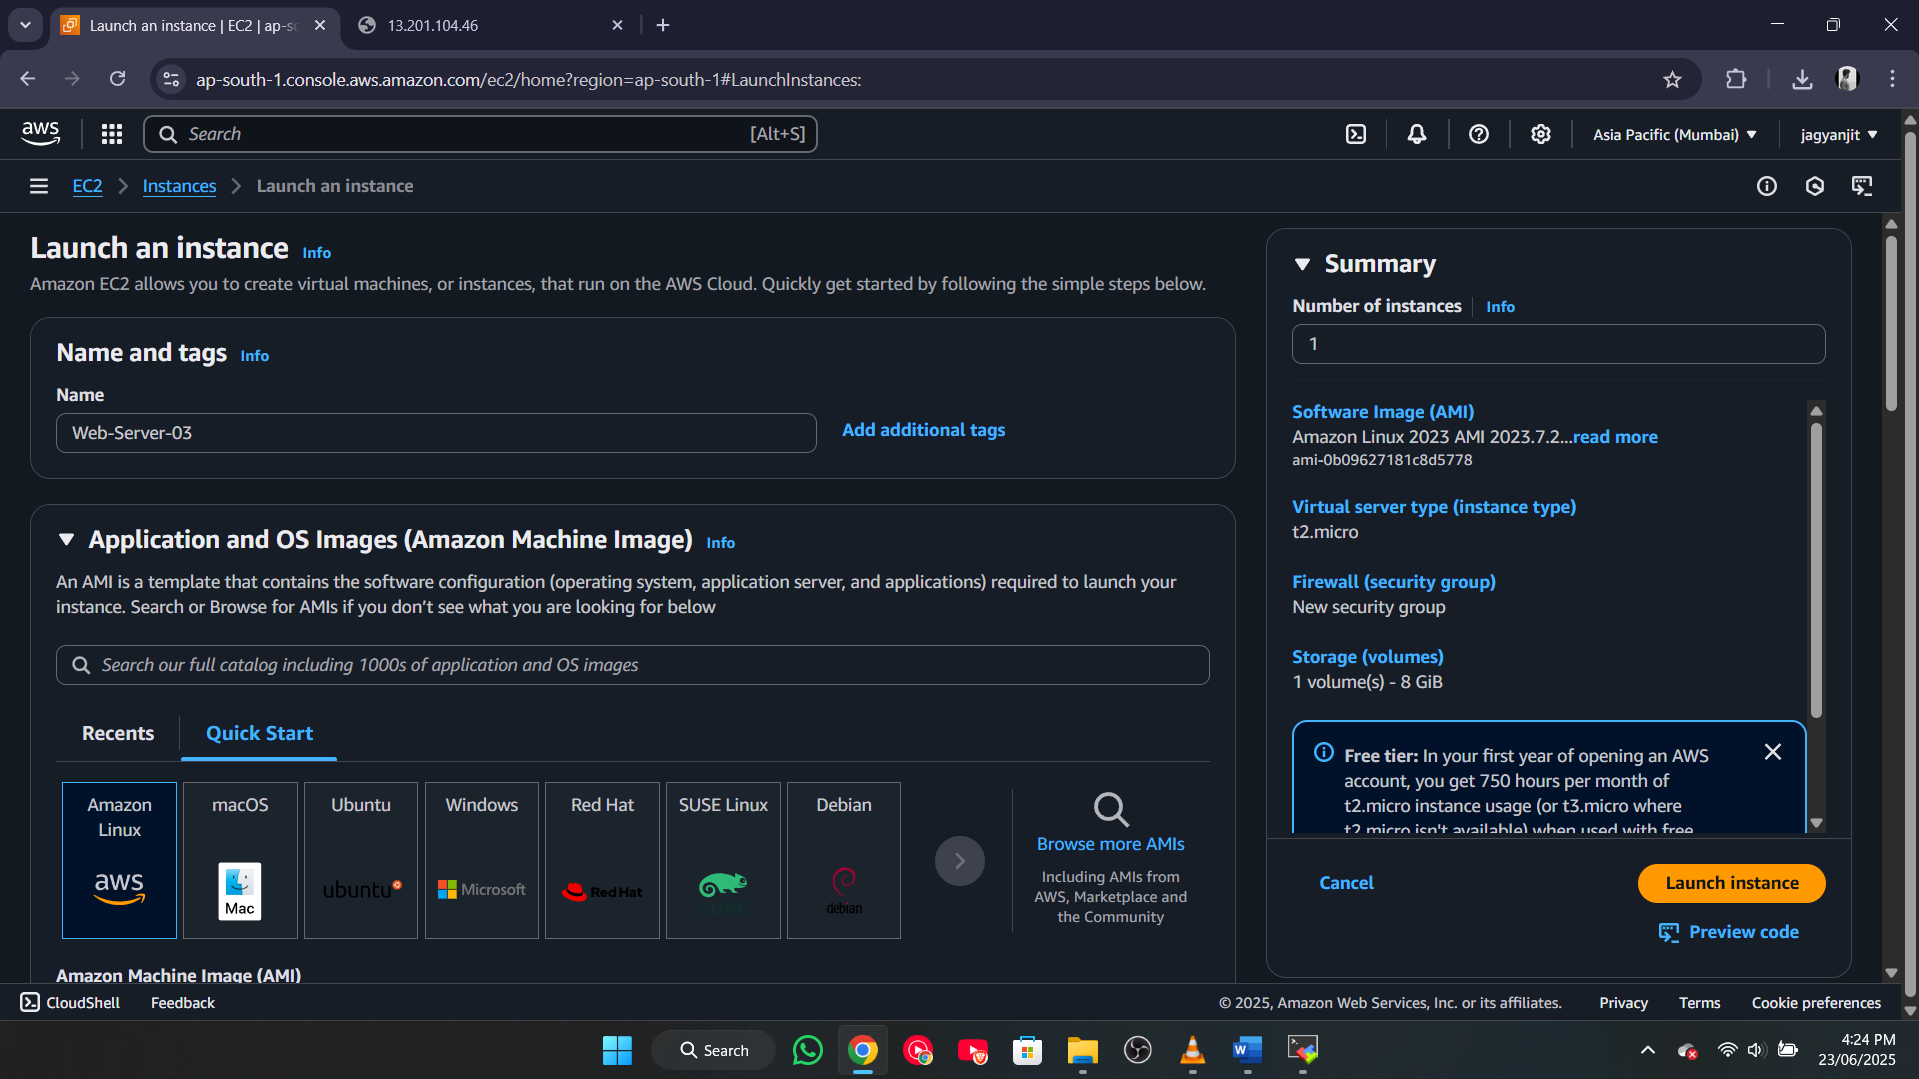 Launch an instance | EC2 | ap-sc
13.201.104.46
ap-south-1.console.aws.amazon.com/ec2/home?region=ap-south-1#LaunchInstances:
aws
Search
[Alt+S]
Asia Pacific (Mumbai)
jagyanjit
EC2
Instances
Launch an instance
Launch an instance Info
Amazon EC2 allows you to create virtual machines, or instances, that run on the AWS Cloud. Quickly get started by following the simple steps below.
Name and tags Info
Name
Web-Server-03
Add additional tags
Application and OS Images (Amazon Machine Image) Info
An AMI is a template that contains the software configuration (operating system, application server, and applications) required to launch your
instance. Search or Browse for AMIs if you don’t see what you are looking for below
Search our full catalog including 1000s of application and OS images
Recents
Quick Start
Amazon
Linux
aws
macOS
Mac
Ubuntu
ubuntu
Windows
Microsoft
Red Hat
Red Hat
SUSE Linux
SUSE
Debian
debian
Browse more AMIs
Including AMIs from
AWS, Marketplace and
the Community
Amazon Machine Image (AMI)
Summary
Number of instances Info
1
Software Image (AMI)
Amazon Linux 2023 AMI 2023.7.2...read more
ami-0b09627181c8d5778
Virtual server type (instance type)
t2.micro
Firewall (security group)
New security group
Storage (volumes)
1 volume(s) - 8 GiB
Free tier: In your first year of opening an AWS
account, you get 750 hours per month of
t2.micro instance usage (or t3.micro where
t2.micro isn't available) when used with free
Cancel
Launch instance
Preview code
CloudShell
Feedback
© 2025, Amazon Web Services, Inc. or its affiliates.
Privacy
Terms
Cookie preferences
Search
W
4:24 PM
23/06/2025